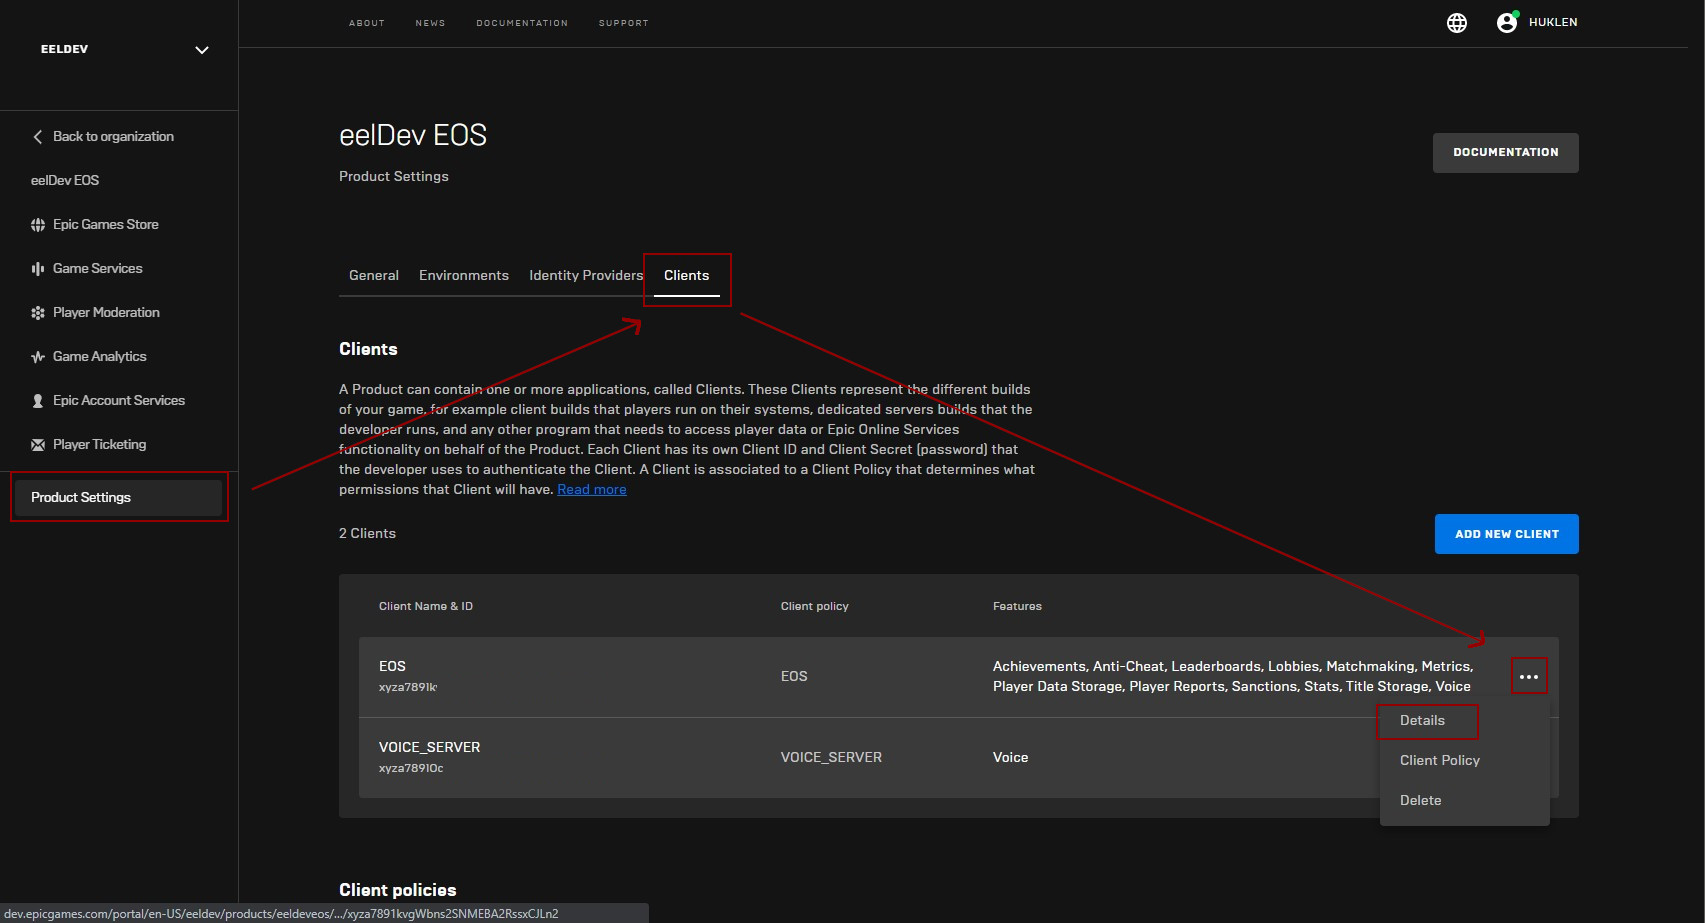 ABOUT NEWS DOCUMENTATION SUPPORT
HUKLEN
EELDEV
Back to organization
eelDev EOS
Epic Games Store
Game Services
Player Moderation
Game Analytics
Epic Account Services
Player Ticketing
Product Settings
eelDev EOS
Product Settings
DOCUMENTATION
General Environments Identity Providers Clients
Clients
A Product can contain one or more applications, called Clients. These Clients represent the different builds
of your game, for example client builds that players run on their systems, dedicated servers builds that the
developer runs, and any other program that needs to access player data or Epic Online Services
functionality on behalf of the Product. Each Client has its own Client ID and Client Secret (password) that
the developer uses to authenticate the Client. A Client is associated to a Client Policy that determines what
permissions that Client will have. Read more
2 Clients
ADD NEW CLIENT
Client Name & ID Client policy Features
EOS
xyza7891k
EOS
Achievements, Anti-Cheat, Leaderboards, Lobbies, Matchmaking, Metrics,
Player Data Storage, Player Reports, Sanctions, Stats, Title Storage, Voice
VOICE_SERVER
xyza7891Oc
VOICE_SERVER
Voice
Details
Client Policy
Delete
Client policies
dev.epicgames.com/portal/en-US/eeldev/products/eeldeveos/.../xyza7891kvgWbns2SNMEBA2RssxCJLn2